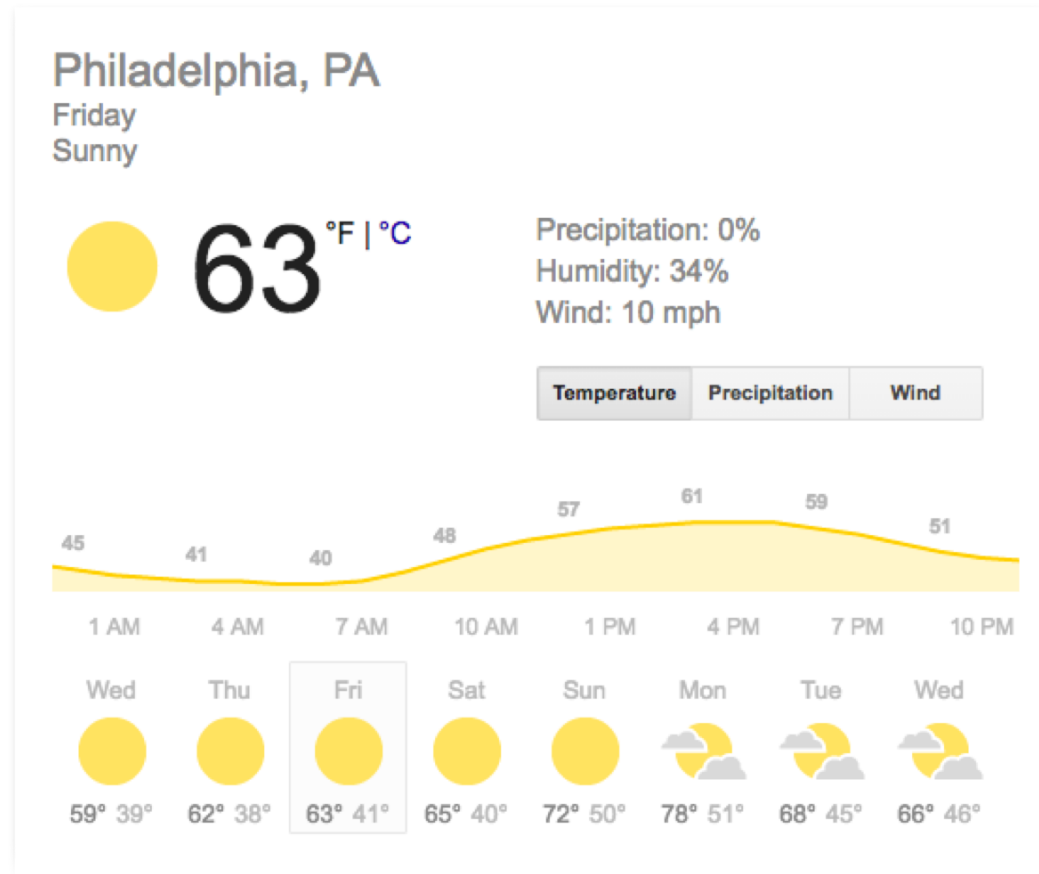 Philadelphia, PA
Friday
Sunny
63 °F | °C
Precipitation: 0%
Humidity: 34%
Wind: 10 mph
Temperature Precipitation Wind
45 41 40 48 57 61 59 51
1 AM 4 AM 7 AM 10 AM 1 PM 4 PM 7 PM 10 PM
Wed Thu Fri Sat Sun Mon Tue Wed
59° 39° 62° 38° 63° 41° 65° 40° 72° 50° 78° 51° 68° 45° 66° 46°